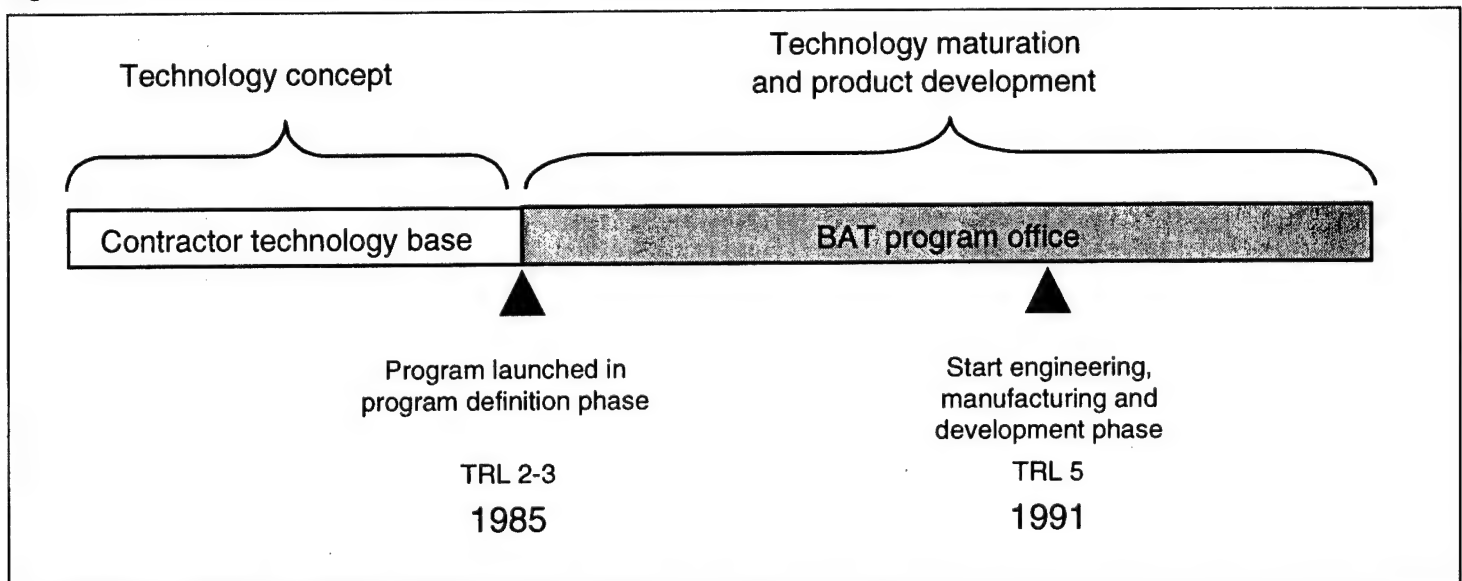 Technology concept
Technology maturation
and product development
Contractor technology base
BAT program office
Program launched in
program definition phase
TRL 2-3
1985
Start engineering,
manufacturing and
development phase
TRL 5
1991